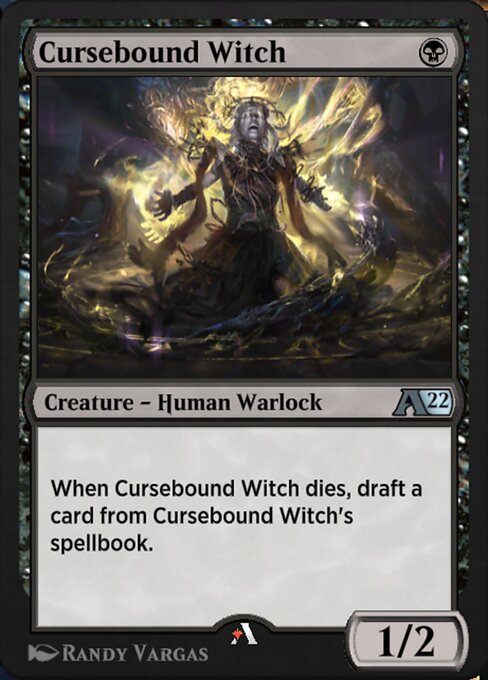 Cursebound Witch
Creature – Human Warlock
A22
When Cursebound Witch dies, draft a
card from Cursebound Witch's
spellbook.
1/2
Randy Vargas